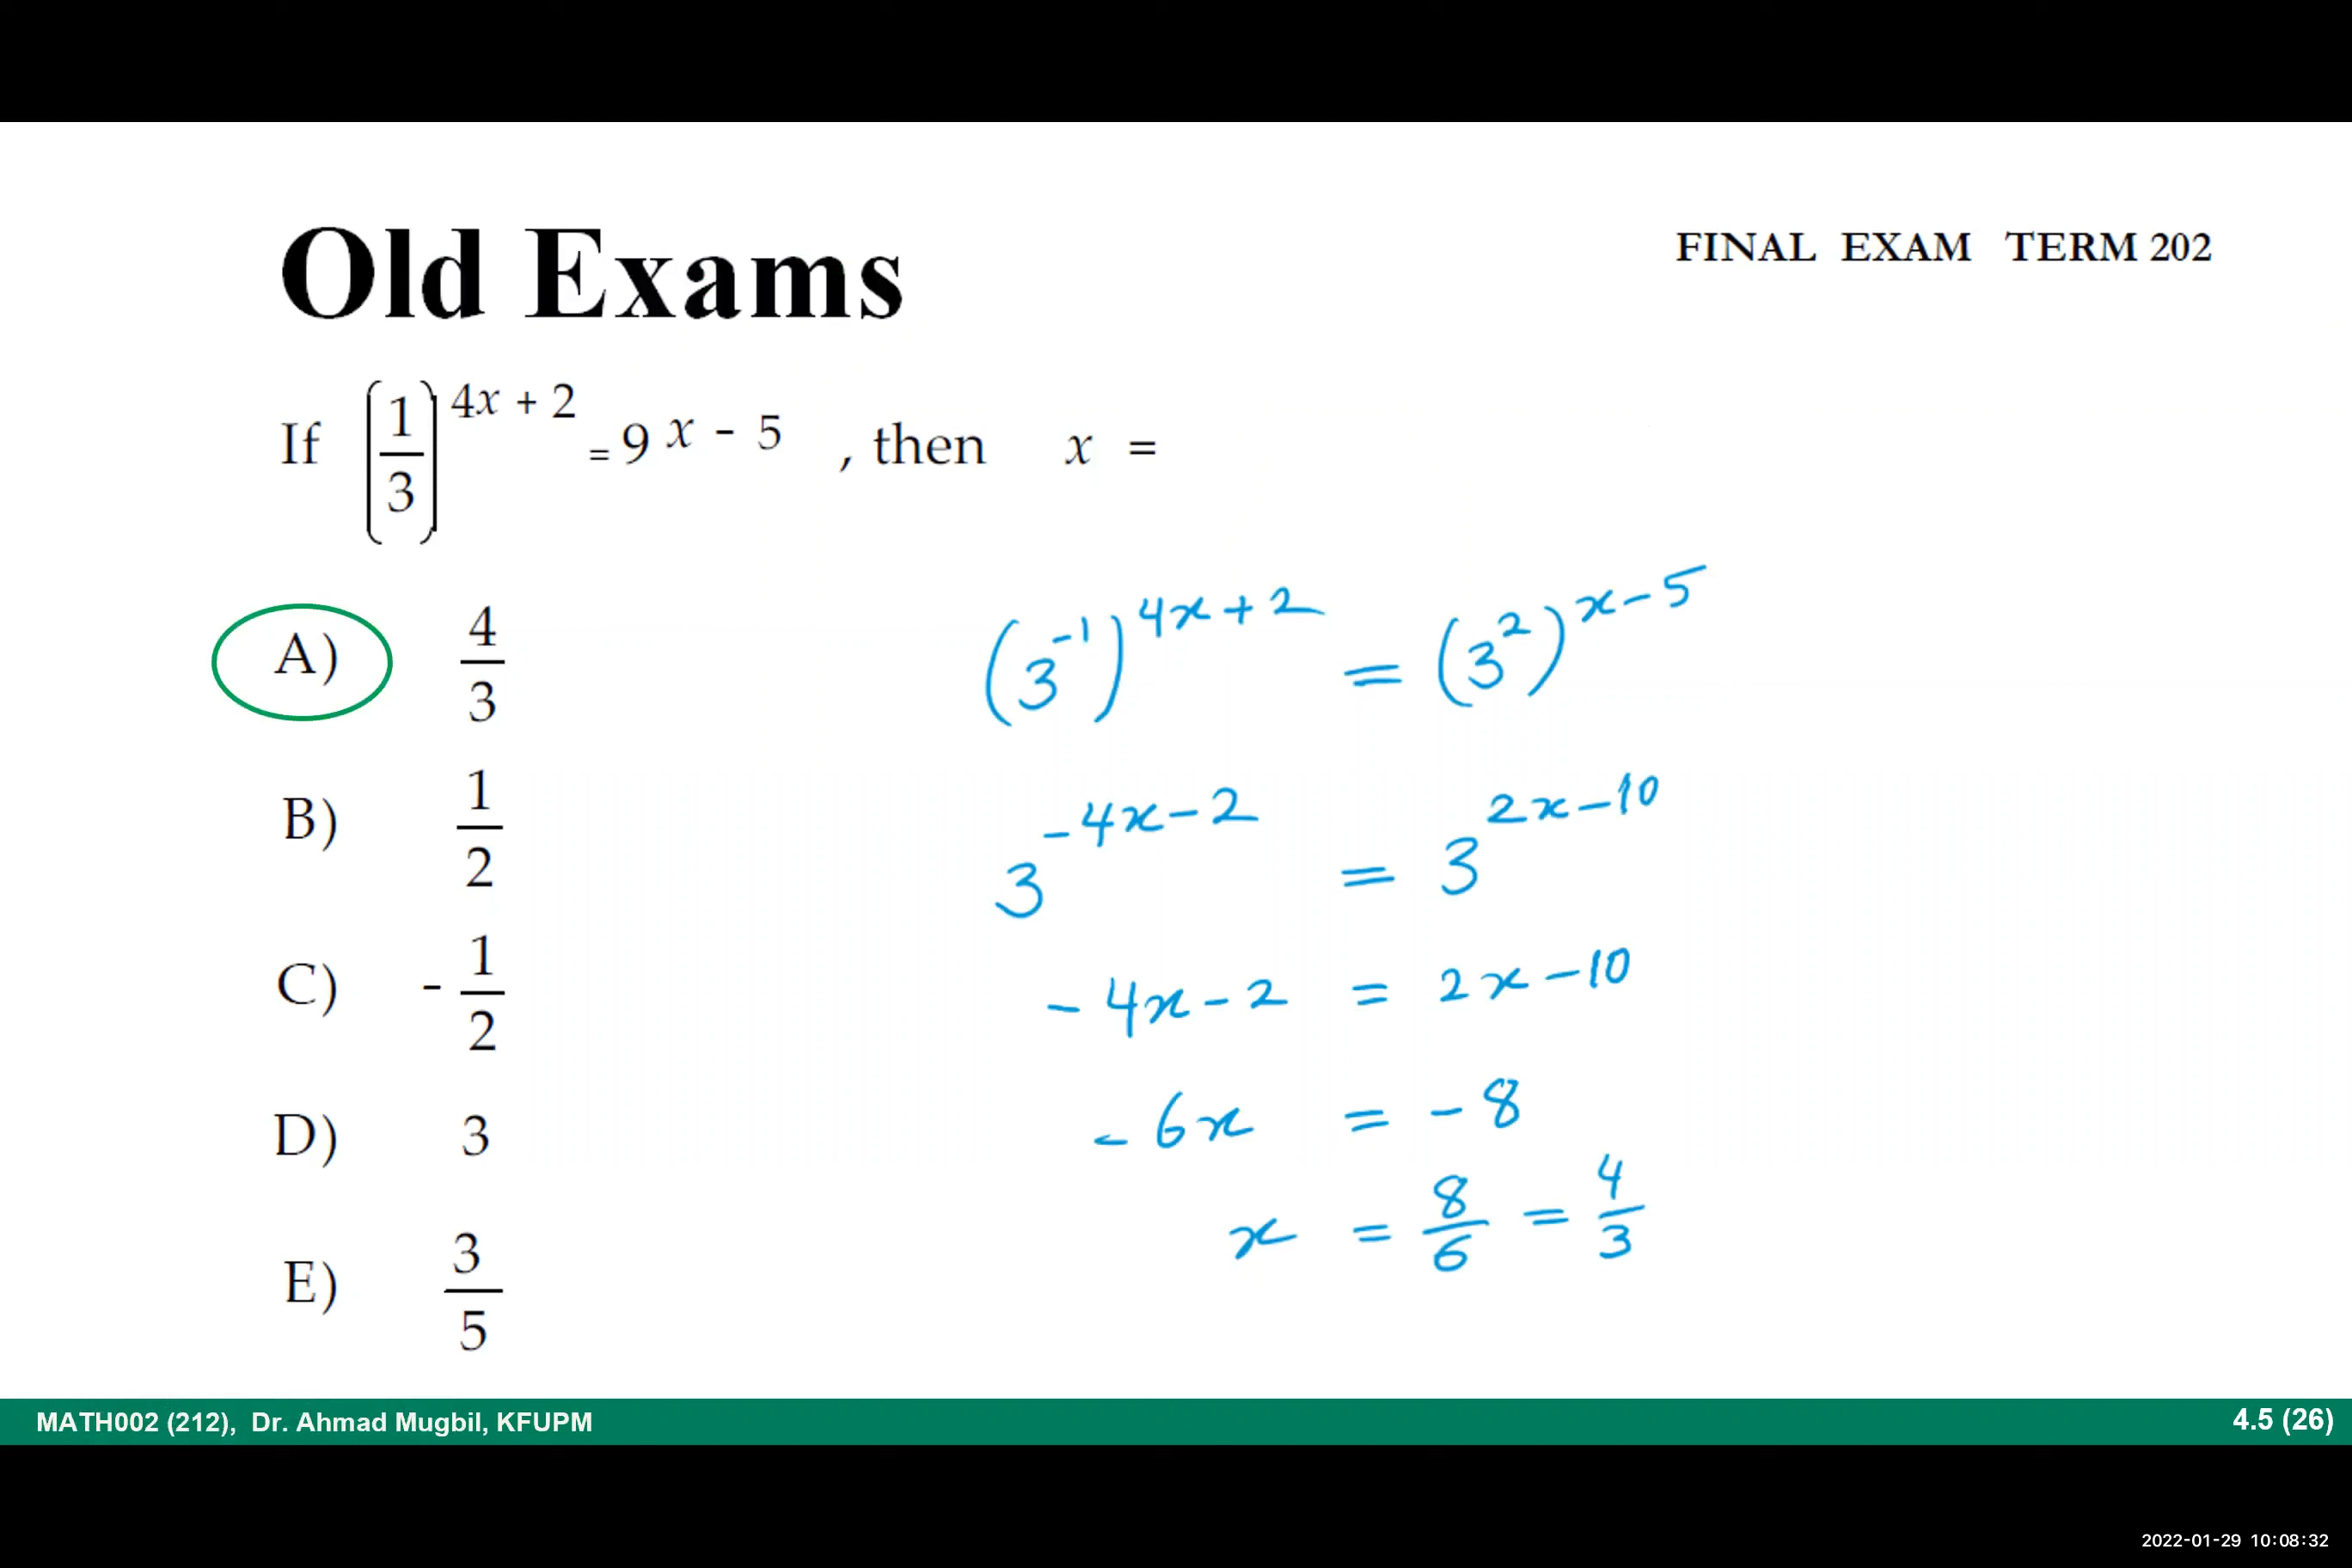 Old Exams
FINAL EXAM TERM 202
If (1/3)^(4x + 2) = 9^(x - 5) , then x =
A) 4/3
B) 1/2
C) - 1/2
D) 3
E) 3/5
(3^-1)^(4x+2) = (3^2)^(x-5)
3^(-4x-2) = 3^(2x-10)
-4x-2 = 2x-10
-6x = -8
x = 8/6 = 4/3
MATH002 (212), Dr. Ahmad Mugbil, KFUPM
4.5 (26)
2022-01-29 10:08:32